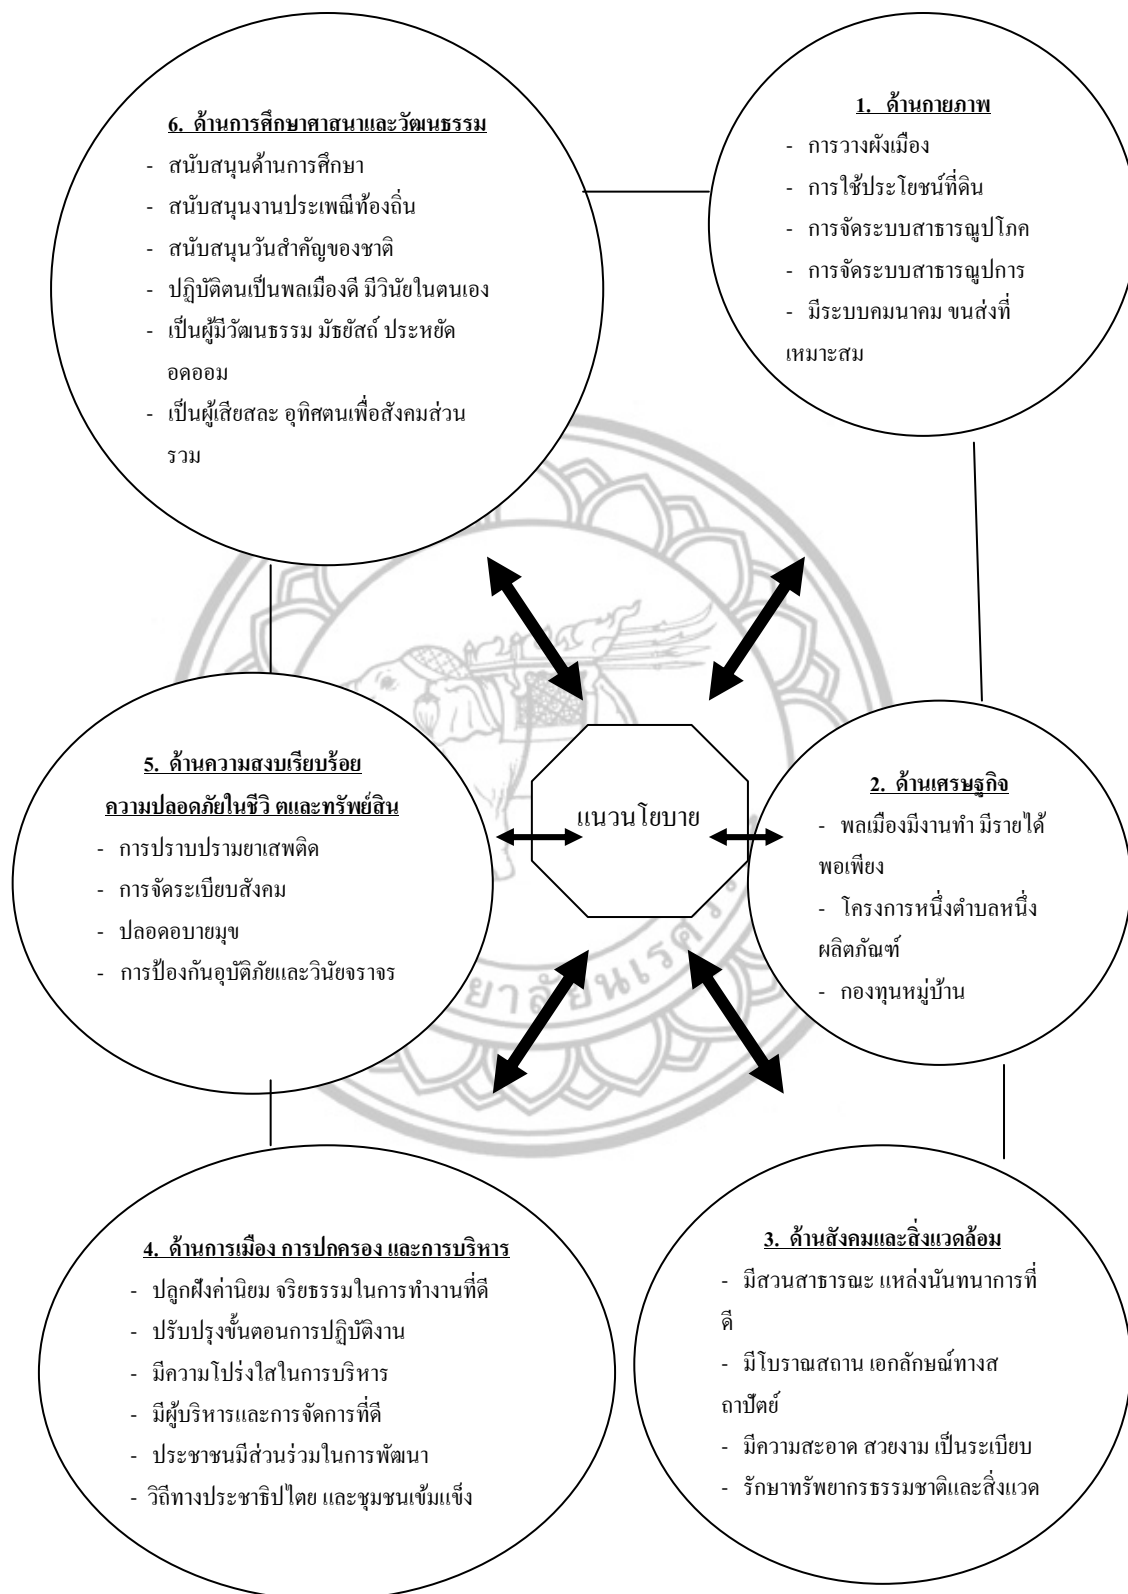 6. ด้านการศึกษาศาสนาและวัฒนธรรม
- สนับสนุนด้านการศึกษา
- สนับสนุนงานประเพณีท้องถิ่น
- สนับสนุนวันสำคัญของชาติ
- ปฏิบัติตนเป็นพลเมืองดี มีวินัยในตนเอง
- เป็นผู้มีวัฒนธรรม มัธยัสถ์ ประหยัด
อดออม
- เป็นผู้เสียสละ อุทิศตนเพื่อสังคมส่วน
รวม
1. ด้านกายภาพ
- การวางผังเมือง
- การใช้ประโยชน์ที่ดิน
- การจัดระบบสาธารณูปโภค
- การจัดระบบสาธารณูปการ
- มีระบบคมนาคม ขนส่งที่
เหมาะสม
5. ด้านความสงบเรียบร้อย
ความปลอดภัยในชีวิ ตและทรัพย์สิน
- การปราบปรามยาเสพติด
- การจัดระเบียบสังคม
- ปลอดอบายมุข
- การป้องกันอุบัติภัยและวินัยจราจร
แนวนโยบาย
2. ด้านเศรษฐกิจ
- พลเมืองมีงานทำ มีรายได้
พอเพียง
- โครงการหนึ่งตำบลหนึ่ง
ผลิตภัณฑ์
- กองทุนหมู่บ้าน
ยาลัยนเรศวร
4. ด้านการเมือง การปกครอง และการบริหาร
- ปลูกฝังค่านิยม จริยธรรมในการทำงานที่ดี
- ปรับปรุงขั้นตอนการปฏิบัติงาน
- มีความโปร่งใสในการบริหาร
- มีผู้บริหารและการจัดการที่ดี
- ประชาชนมีส่วนร่วมในการพัฒนา
- วิถีทางประชาธิปไตย และชุมชนเข้มแข็ง
3. ด้านสังคมและสิ่งแวดล้อม
- มีสวนสาธารณะ แหล่งนันทนาการที่
ดี
- มีโบราณสถาน เอกลักษณ์ทางส
ถาปัตย์
- มีความสะอาด สวยงาม เป็นระเบียบ
- รักษาทรัพยากรธรรมชาติและสิ่งแวด